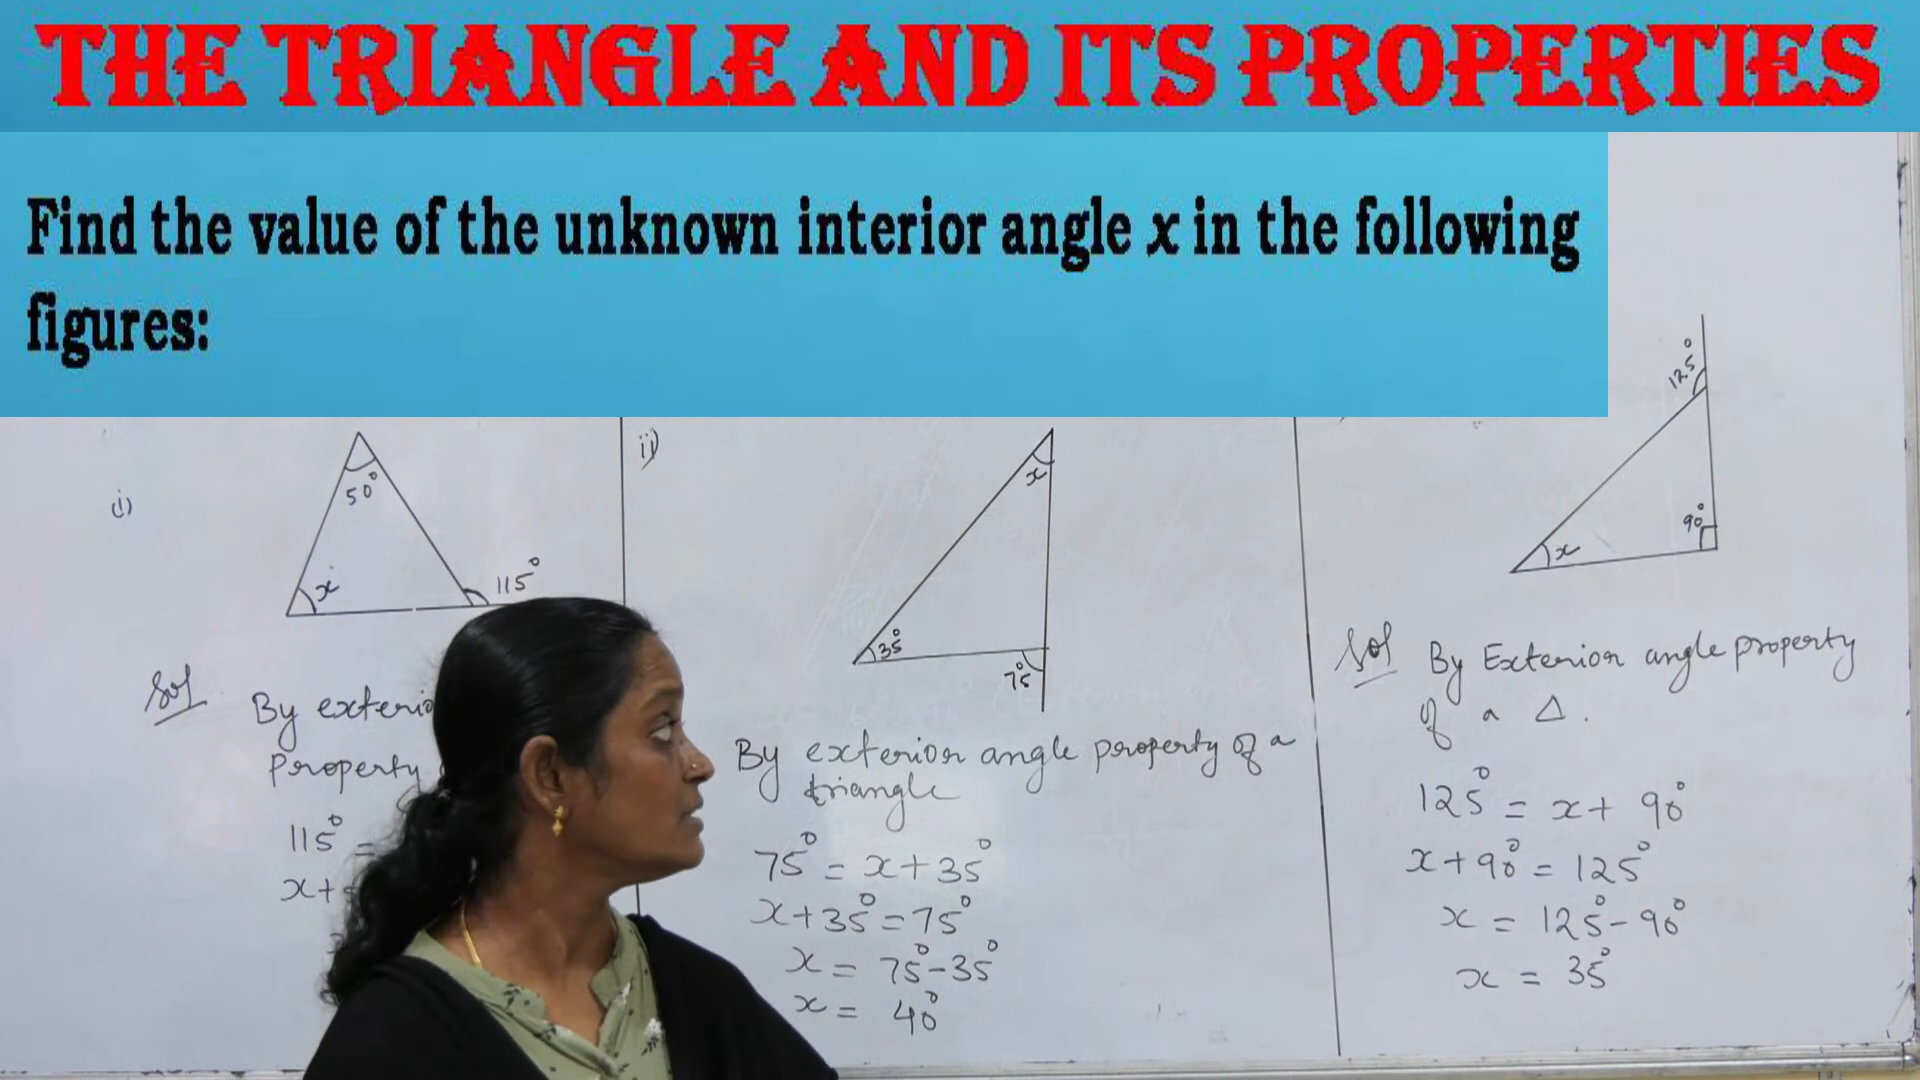 THE TRIANGLE AND ITS PROPERTIES
Find the value of the unknown interior angle x in the following
figures:
(i)
50°
x
115°
Sol
By
Property
115° =
x+
ii)
x
35°
75°
By exterior angle property of a
triangle
75° = x+35°
x+35° = 75°
x = 75°-35°
x = 40°
125°
90°
x
Sol By Exterior angle property
of a Δ.
125° = x+ 90°
x+90° = 125°
x = 125°-90°
x = 35°